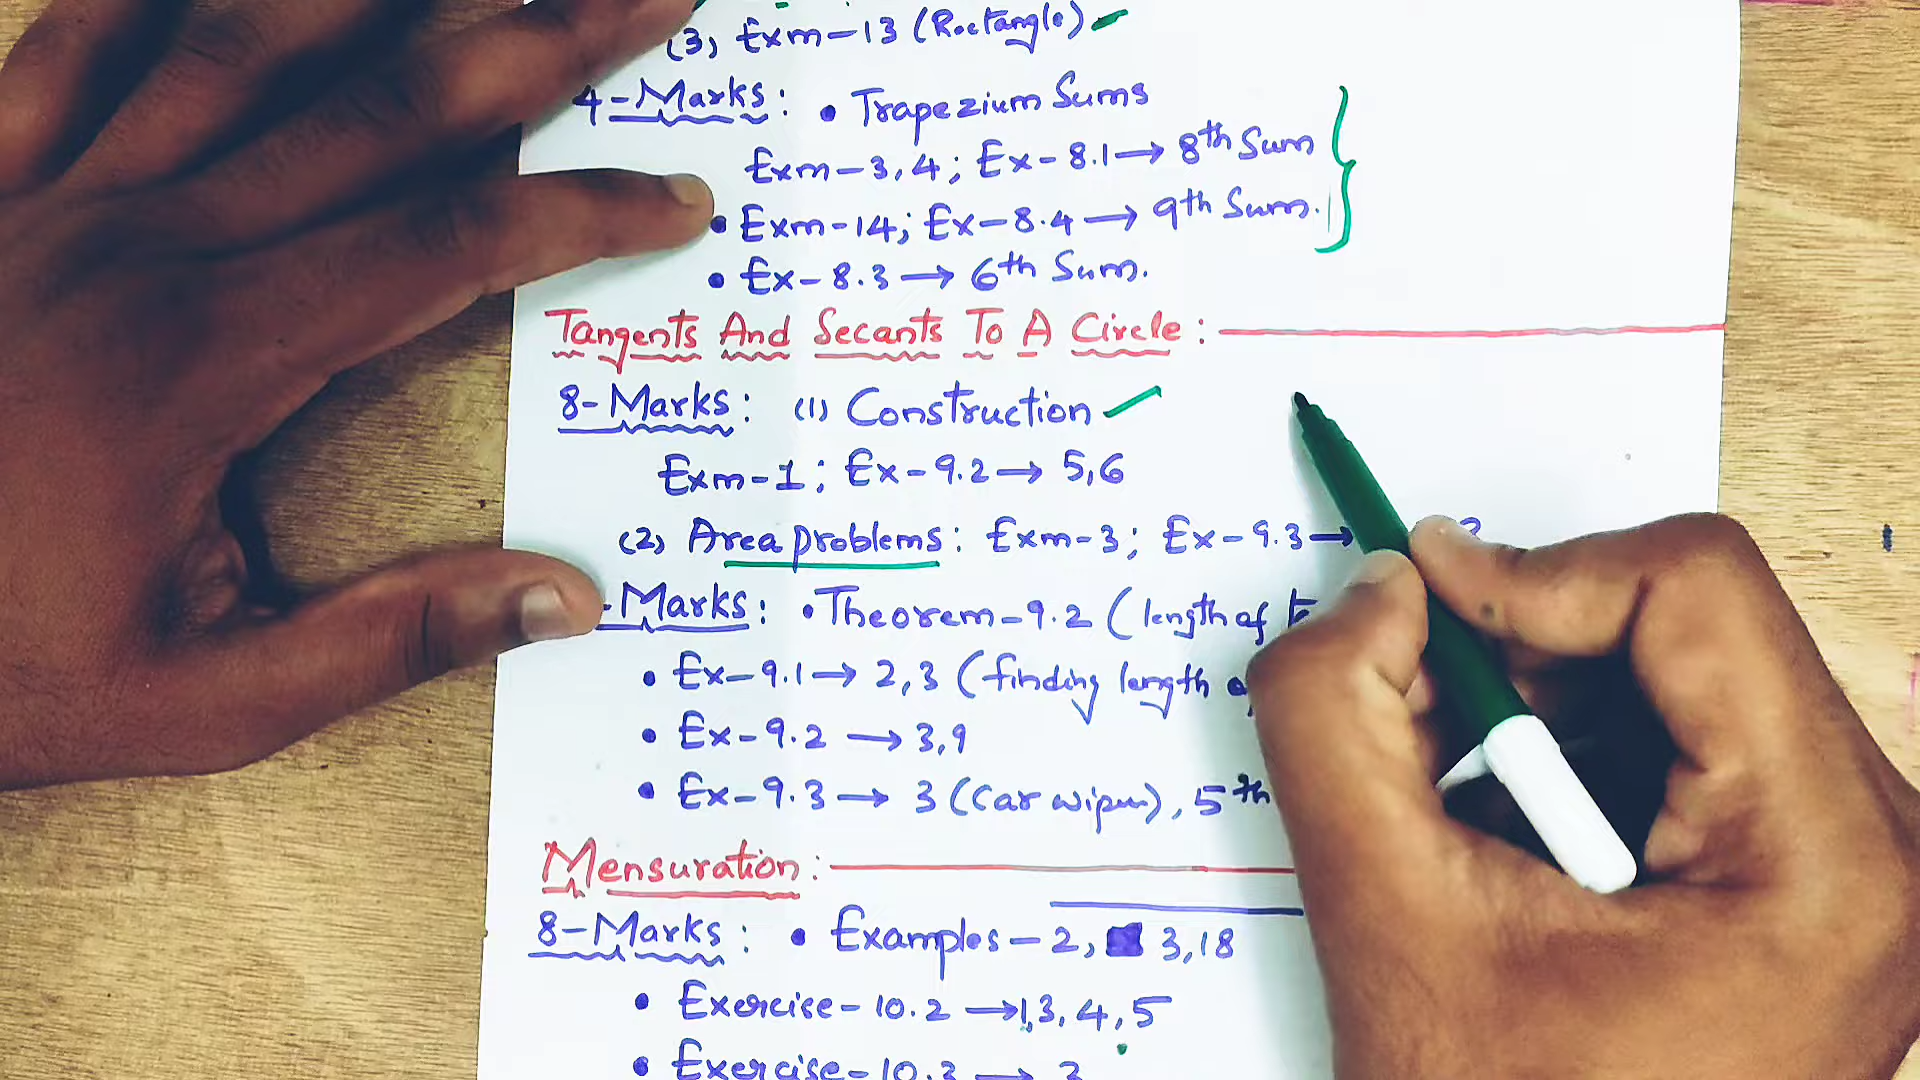 (3) Exm-13 (Rectangle)
4-Marks: • Trapezium Sums
Exm-3,4; Ex-8.1→ 8th Sum
• Exm-14; Ex-8.4 → 9th Sum.
• Ex-8.3 → 6th Sum.
Tangents And Secants To A Circle:
8-Marks: (1) Construction
Exm-1; Ex-9.2→ 5,6
(2) Area problems: Exm-3; Ex-9.3→
-Marks: •Theorem-9.2 (length of
• Ex-9.1→ 2,3 (finding length
• Ex-9.2 → 3,9
• Ex-9.3 → 3 (Car wiper), 5th
Mensuration:
8-Marks: • Examples-2, 3,18
• Exercise-10.2 →1,3,4,5
• Exercise-10.3 →